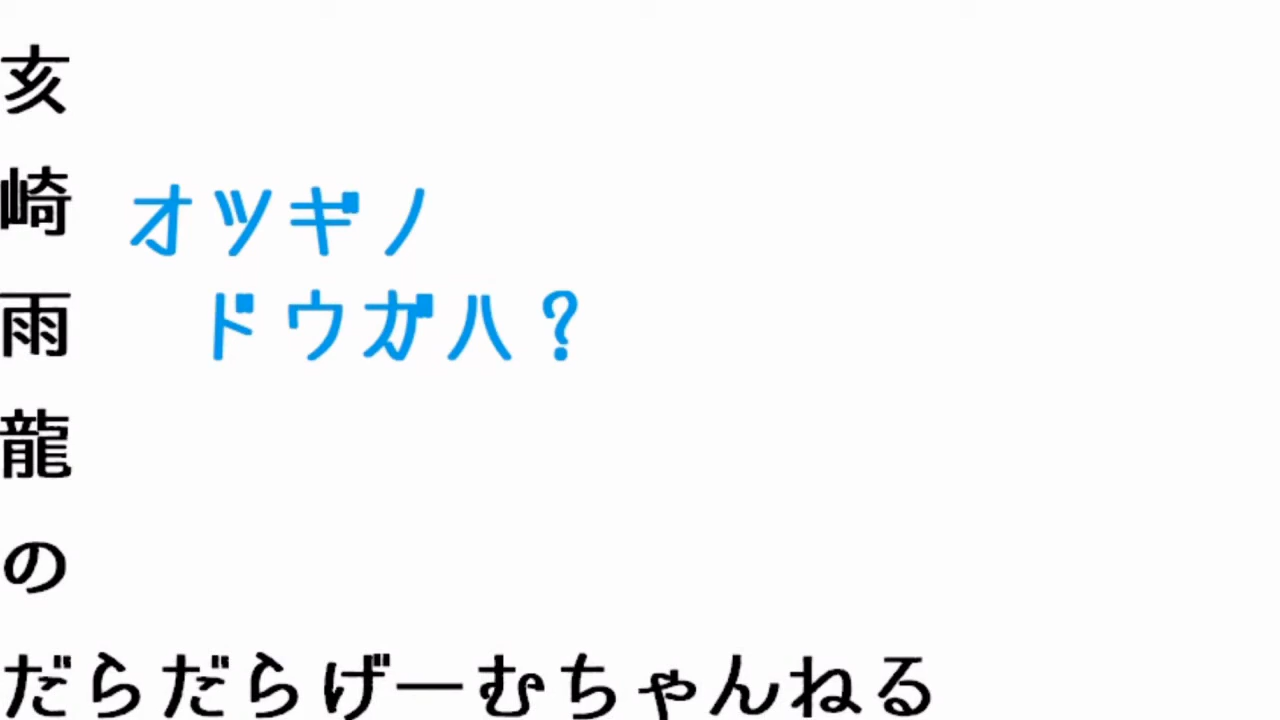 亥崎雨龍の
オツギノ
ドウガハ？
だらだらげーむちゃんねる